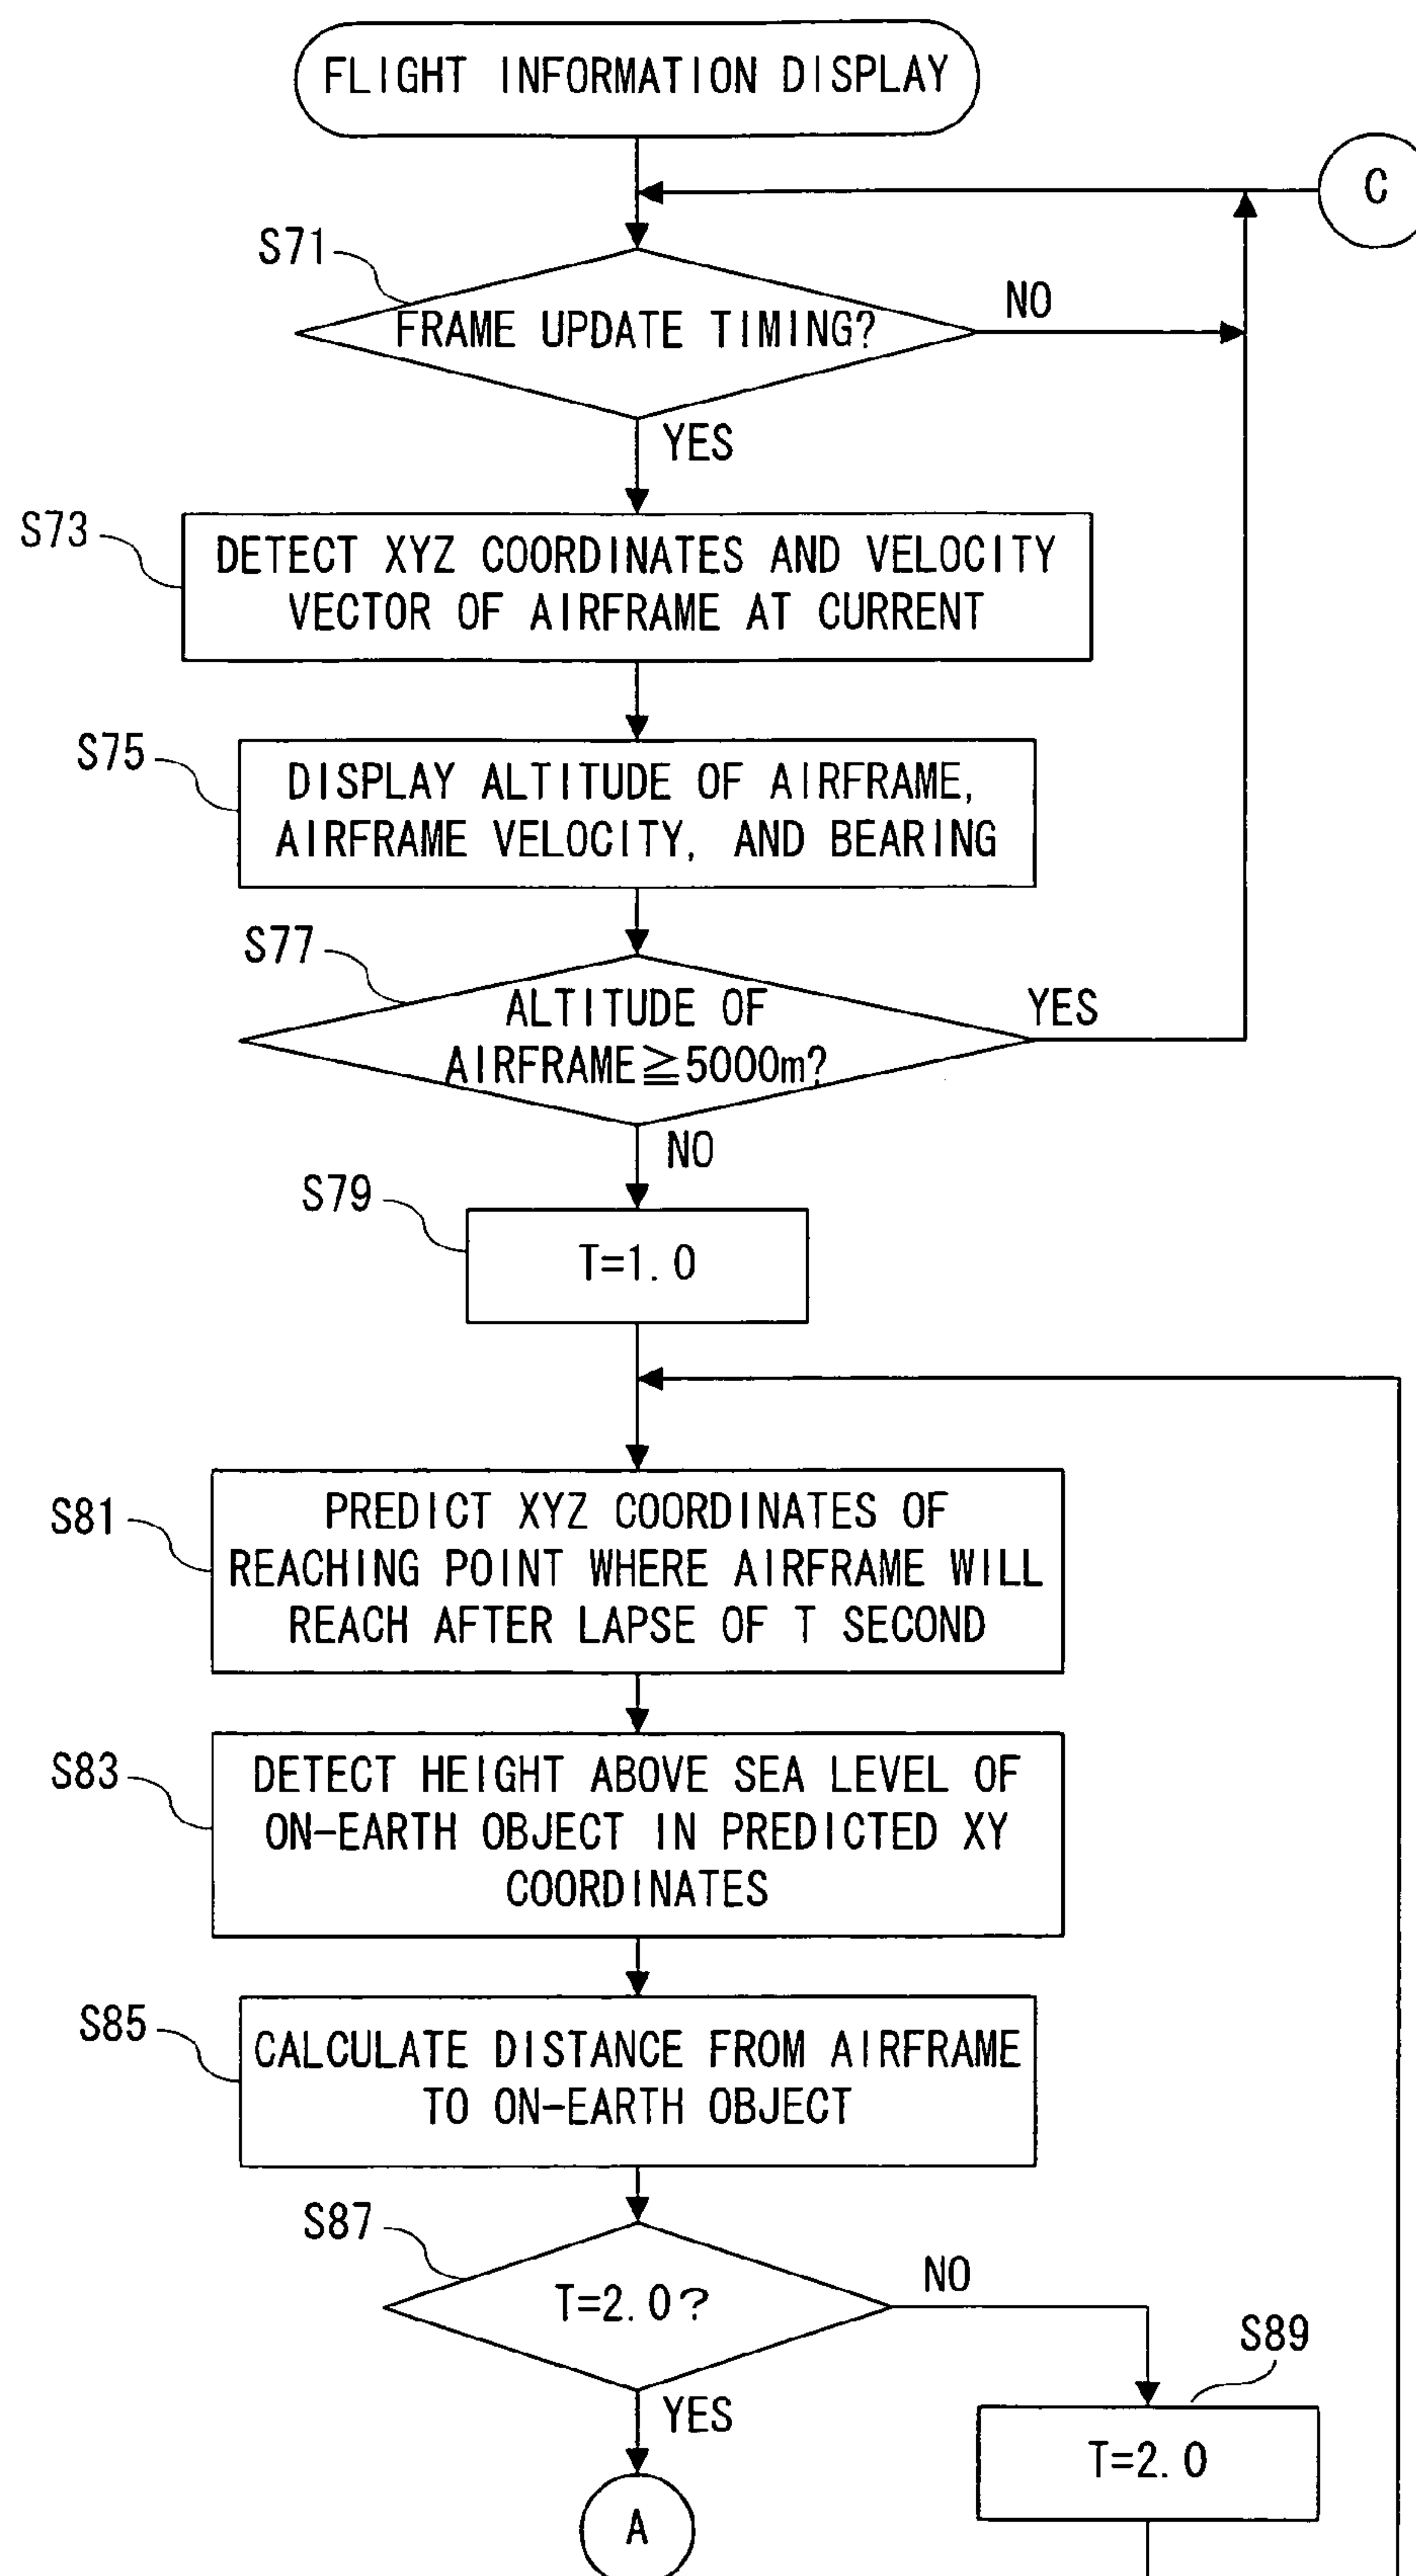 FLIGHT INFORMATION DISPLAY
C
S71
FRAME UPDATE TIMING?
NO
YES
S73
DETECT XYZ COORDINATES AND VELOCITY
VECTOR OF AIRFRAME AT CURRENT
S75
DISPLAY ALTITUDE OF AIRFRAME,
AIRFRAME VELOCITY, AND BEARING
S77
ALTITUDE OF
AIRFRAME≧5000m?
YES
NO
S79
T=1.0
S81
PREDICT XYZ COORDINATES OF
REACHING POINT WHERE AIRFRAME WILL
REACH AFTER LAPSE OF T SECOND
S83
DETECT HEIGHT ABOVE SEA LEVEL OF
ON-EARTH OBJECT IN PREDICTED XY
COORDINATES
S85
CALCULATE DISTANCE FROM AIRFRAME
TO ON-EARTH OBJECT
S87
T=2.0?
NO
YES
S89
T=2.0
A